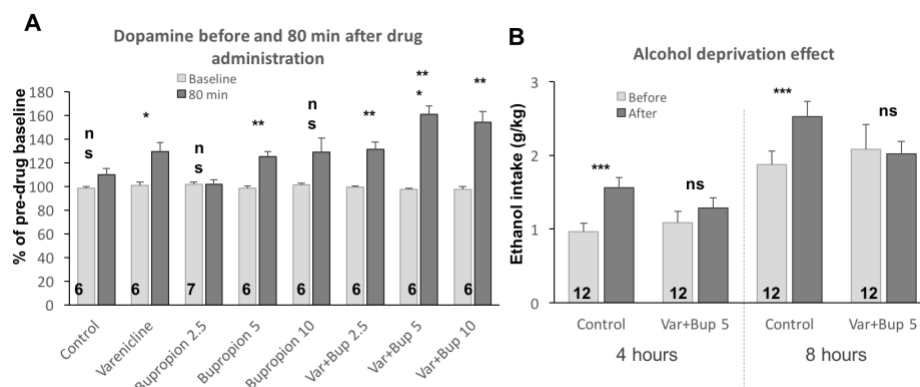 A
Dopamine before and 80 min after drug
administration
Baseline
80 min
% of pre-drug baseline
180
160
140
120
100
80
60
40
20
0
n
s
*
n
s
**
n
s
**
**
*
**
6
6
7
6
6
6
6
6
Control
Varenicline
Bupropion 2.5
Bupropion 5
Bupropion 10
Var+Bup 2.5
Var+Bup 5
Var+Bup 10
B
Alcohol deprivation effect
Before
After
Ethanol intake (g/kg)
3
2
1
0
***
ns
***
ns
12
12
12
12
Control
Var+Bup 5
Control
Var+Bup 5
4 hours
8 hours